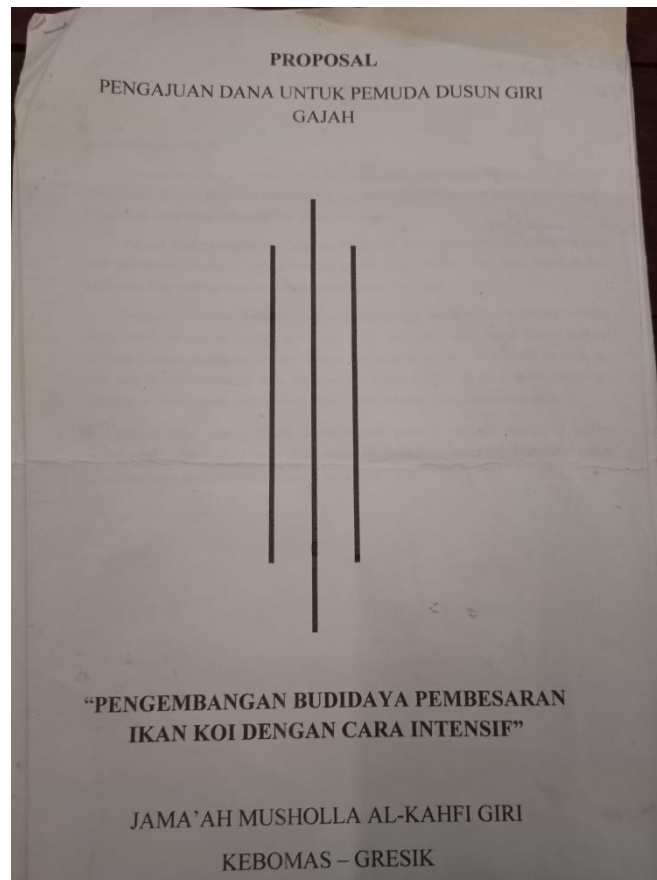 PROPOSAL
PENGAJUAN DANA UNTUK PEMUDA DUSUN GIRI
GAJAH
“PENGEMBANGAN BUDIDAYA PEMBESARAN
IKAN KOI DENGAN CARA INTENSIF”
JAMA’AH MUSHOLLA AL-KAHFI GIRI
KEBOMAS – GRESIK